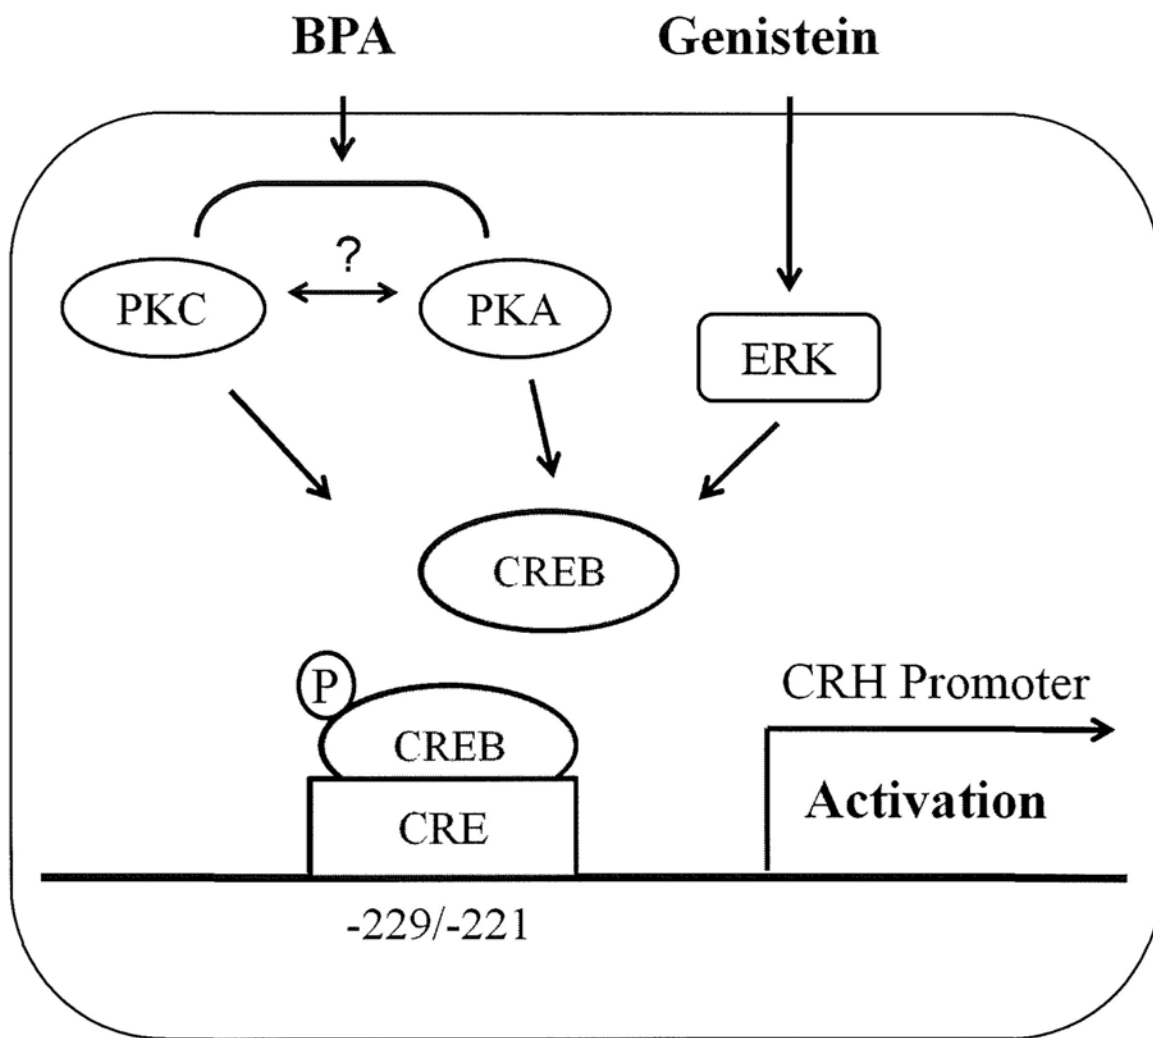 BPA
Genistein
?
PKC
PKA
ERK
CREB
P
CREB
CRH Promoter
CRE
Activation
-229/-221